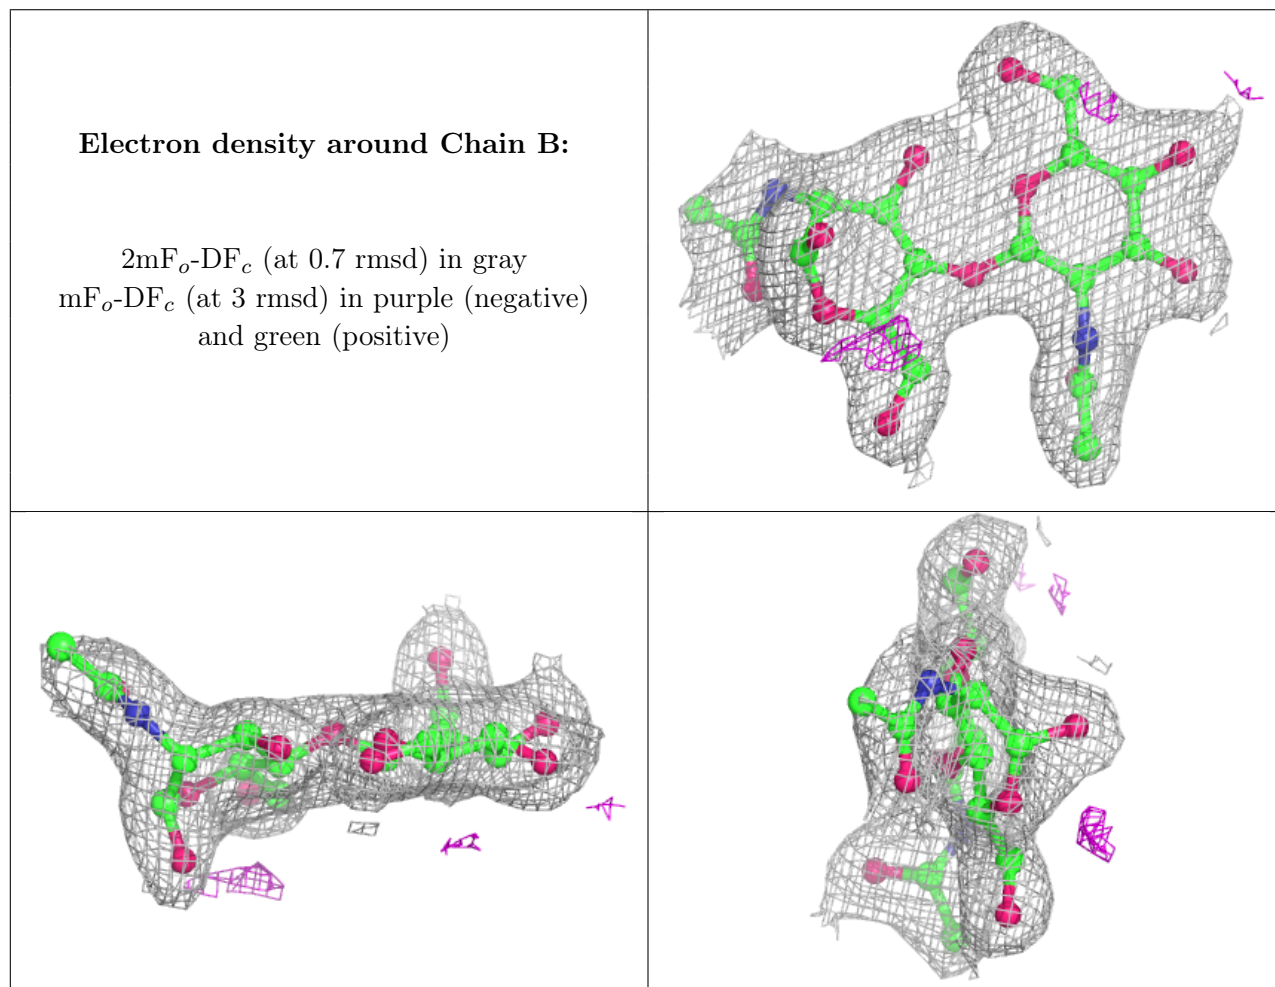 Electron density around Chain B:
2mFo-DFc (at 0.7 rmsd) in gray
mFo-DFc (at 3 rmsd) in purple (negative)
and green (positive)